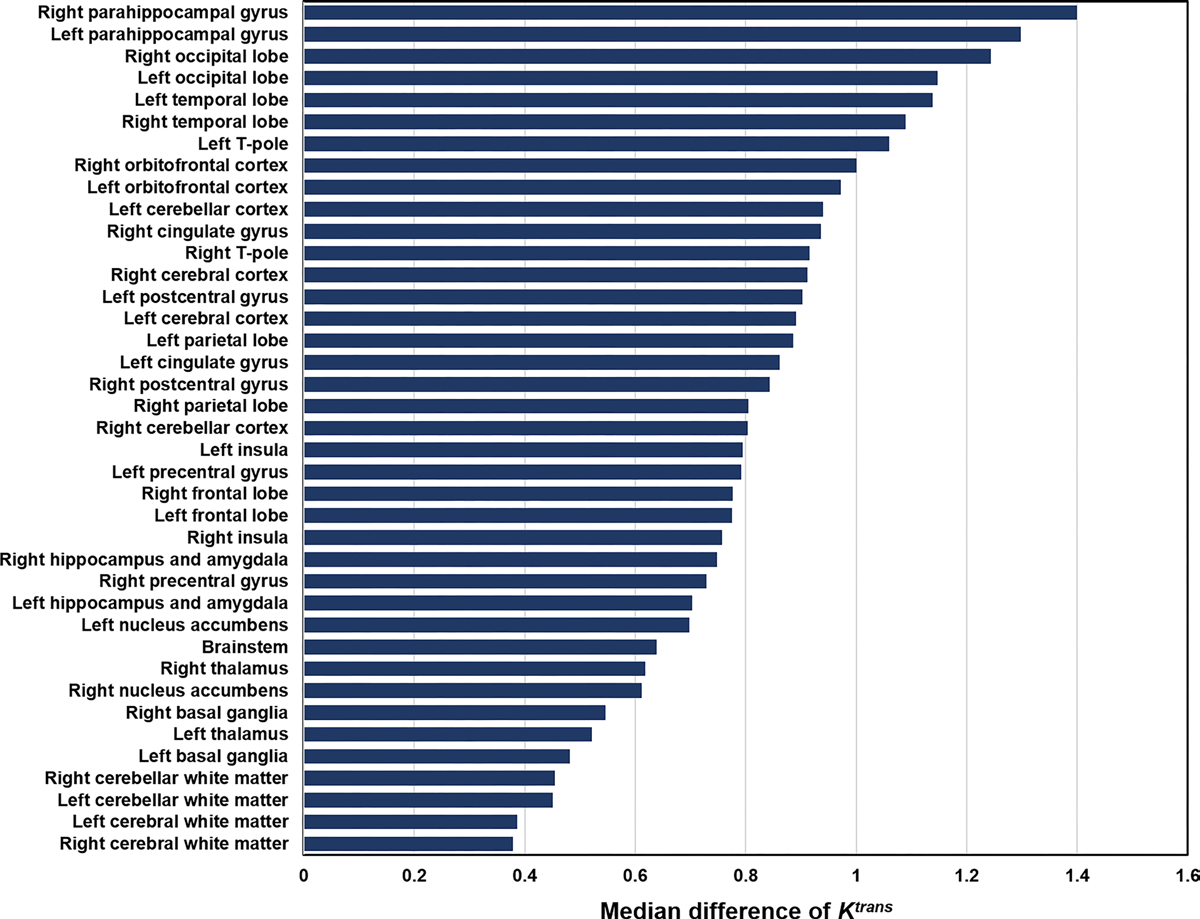 Right parahippocampal gyrus
Left parahippocampal gyrus
Right occipital lobe
Left occipital lobe
Left temporal lobe
Right temporal lobe
Left T-pole
Right orbitofrontal cortex
Left orbitofrontal cortex
Left cerebellar cortex
Right cingulate gyrus
Right T-pole
Right cerebral cortex
Left postcentral gyrus
Left cerebral cortex
Left parietal lobe
Left cingulate gyrus
Right postcentral gyrus
Right parietal lobe
Right cerebellar cortex
Left insula
Left precentral gyrus
Right frontal lobe
Left frontal lobe
Right insula
Right hippocampus and amygdala
Right precentral gyrus
Left hippocampus and amygdala
Left nucleus accumbens
Brainstem
Right thalamus
Right nucleus accumbens
Right basal ganglia
Left thalamus
Left basal ganglia
Right cerebellar white matter
Left cerebellar white matter
Left cerebral white matter
Right cerebral white matter
0 0.2 0.4 0.6 0.8 1 1.2 1.4 1.6
Median difference of Ktrans